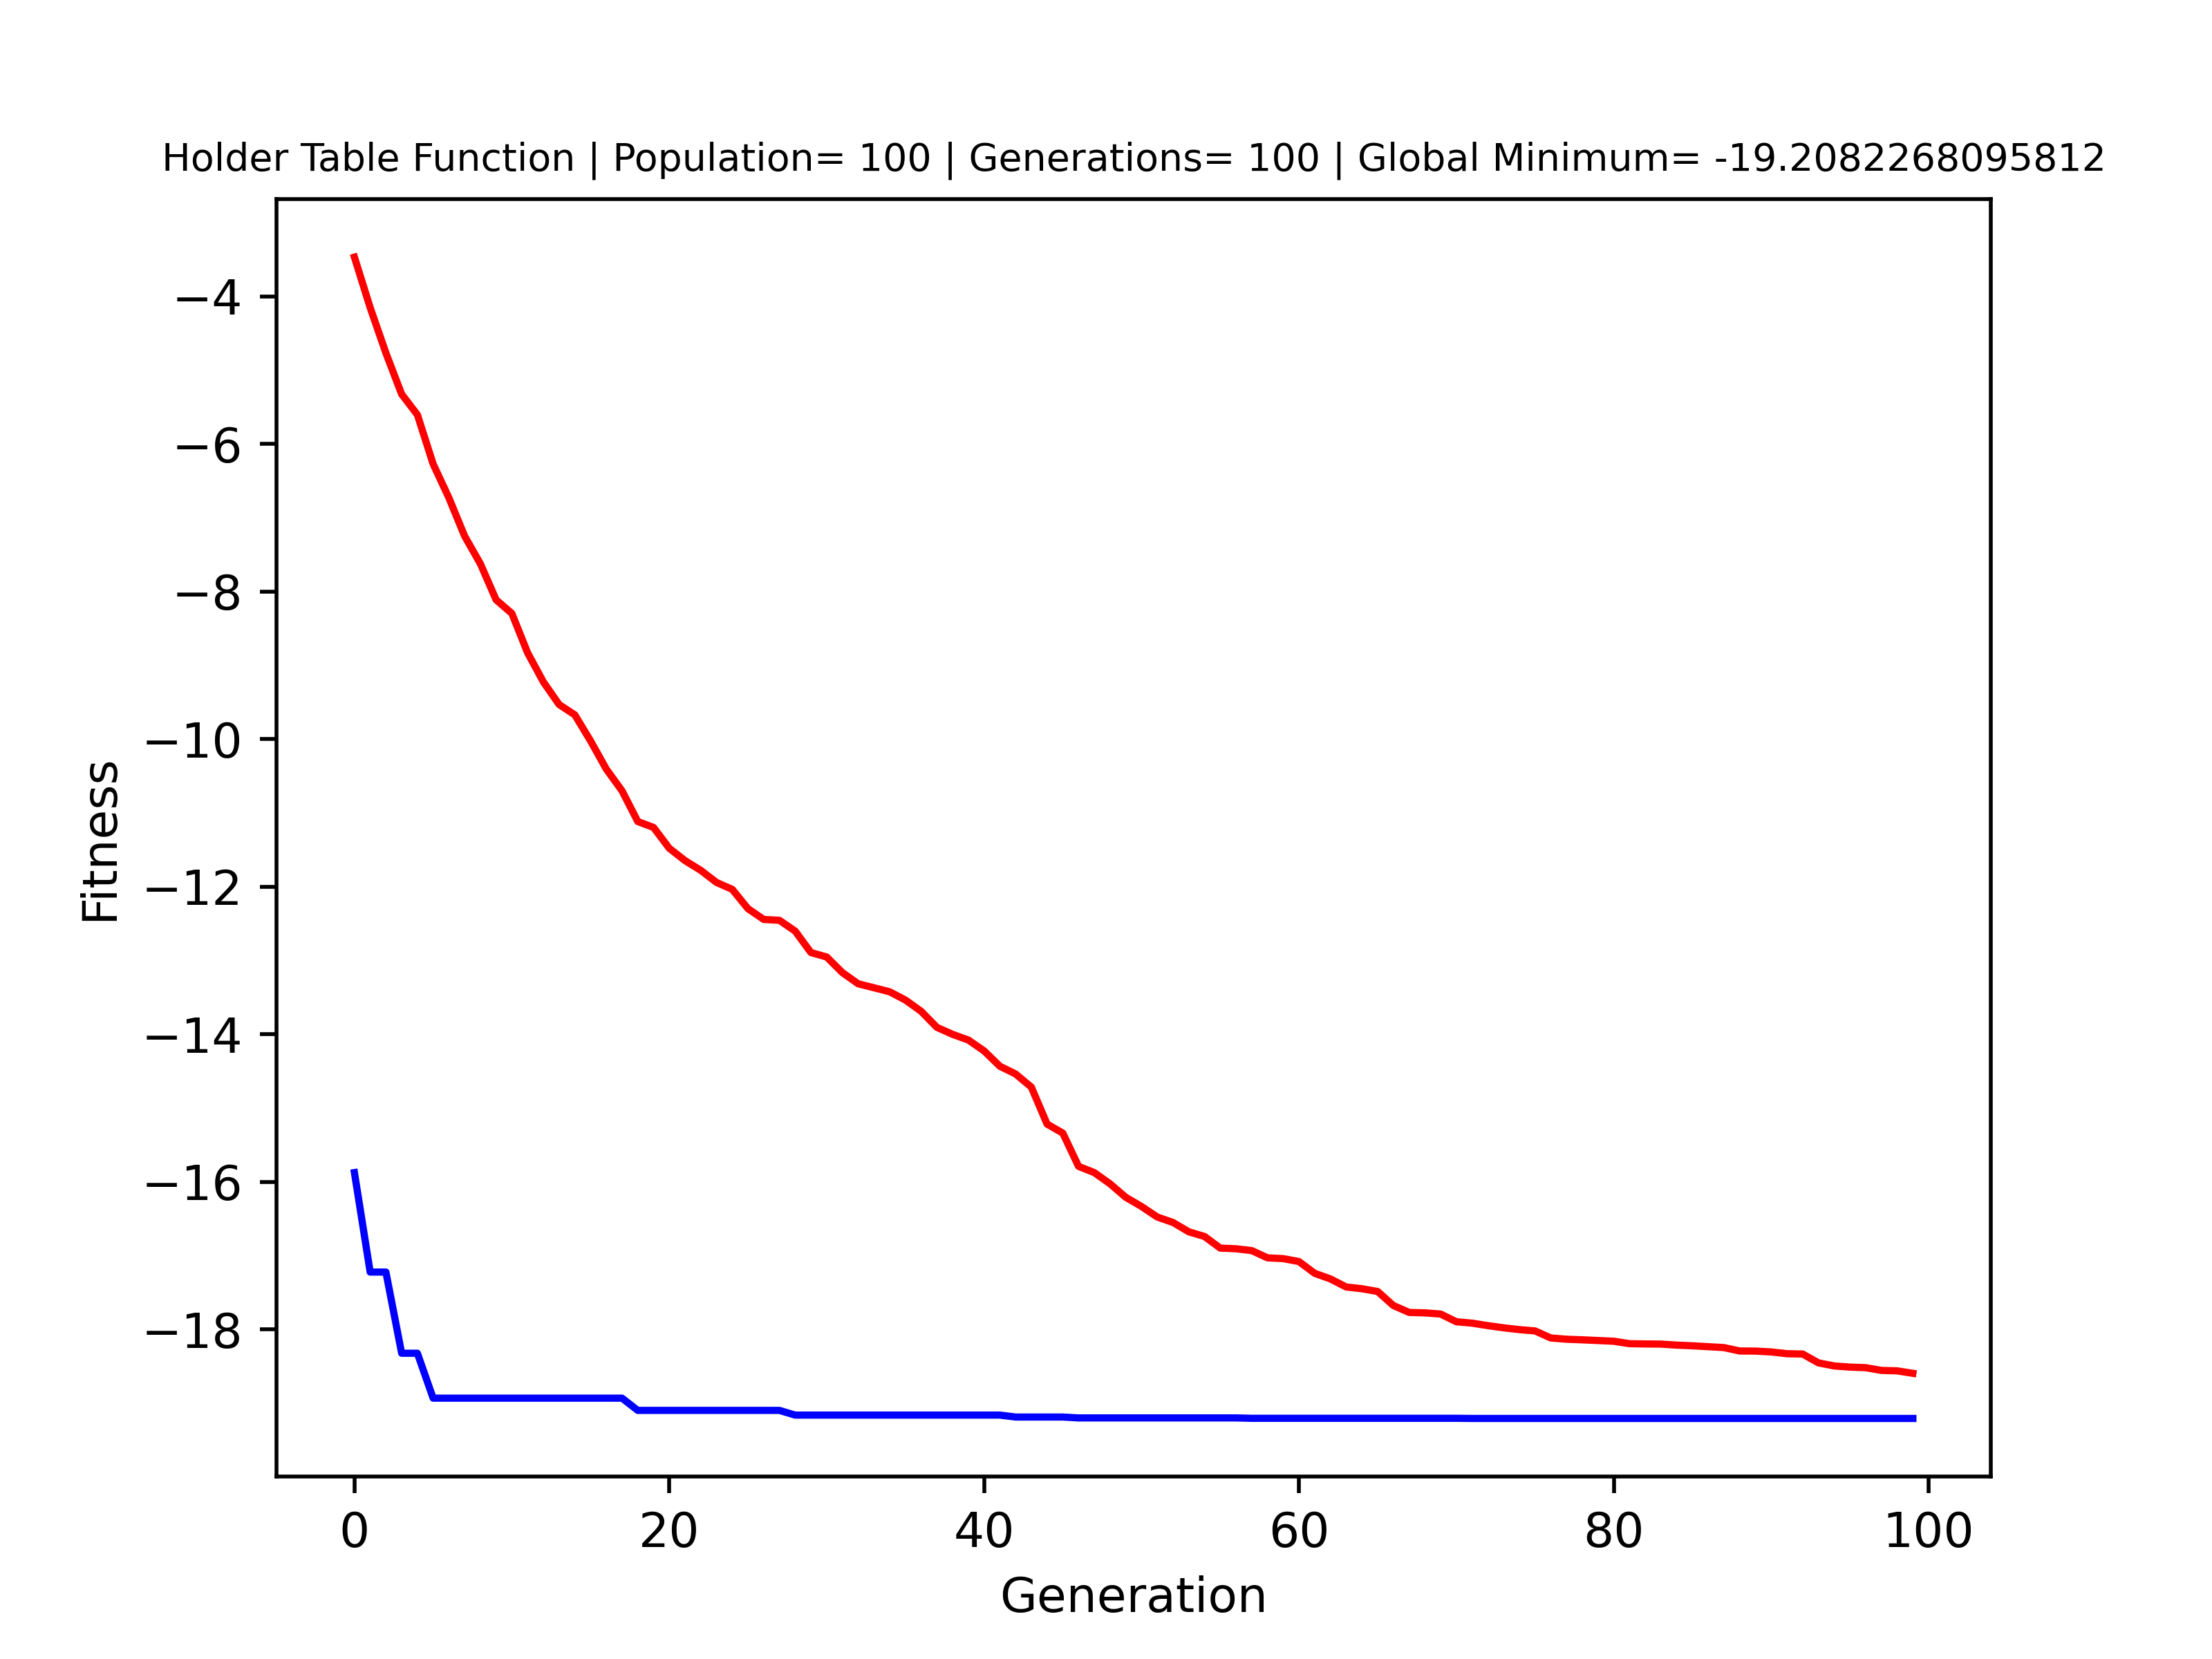 Holder Table Function | Population= 100 | Generations= 100 | Global Minimum= -19.2082268095812
−4
−6
−8
−10
−12
−14
−16
−18
Fitness
0 20 40 60 80 100
Generation